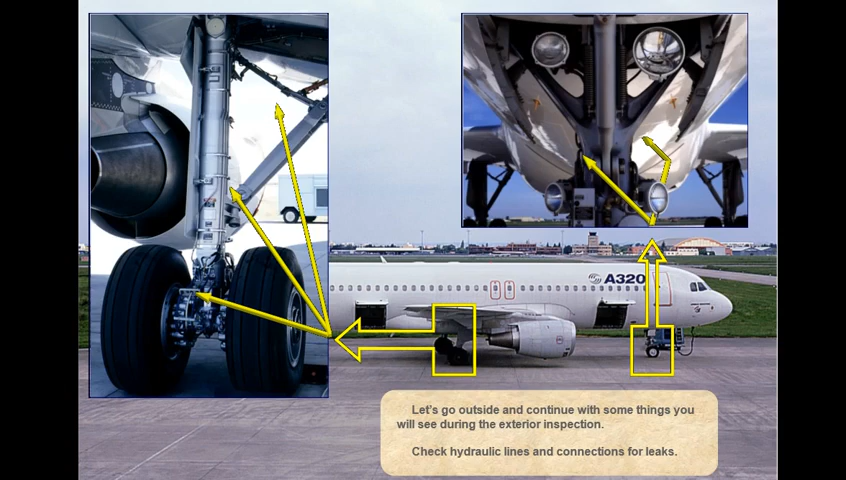 A320
Let's go outside and continue with some things you
will see during the exterior inspection.
Check hydraulic lines and connections for leaks.